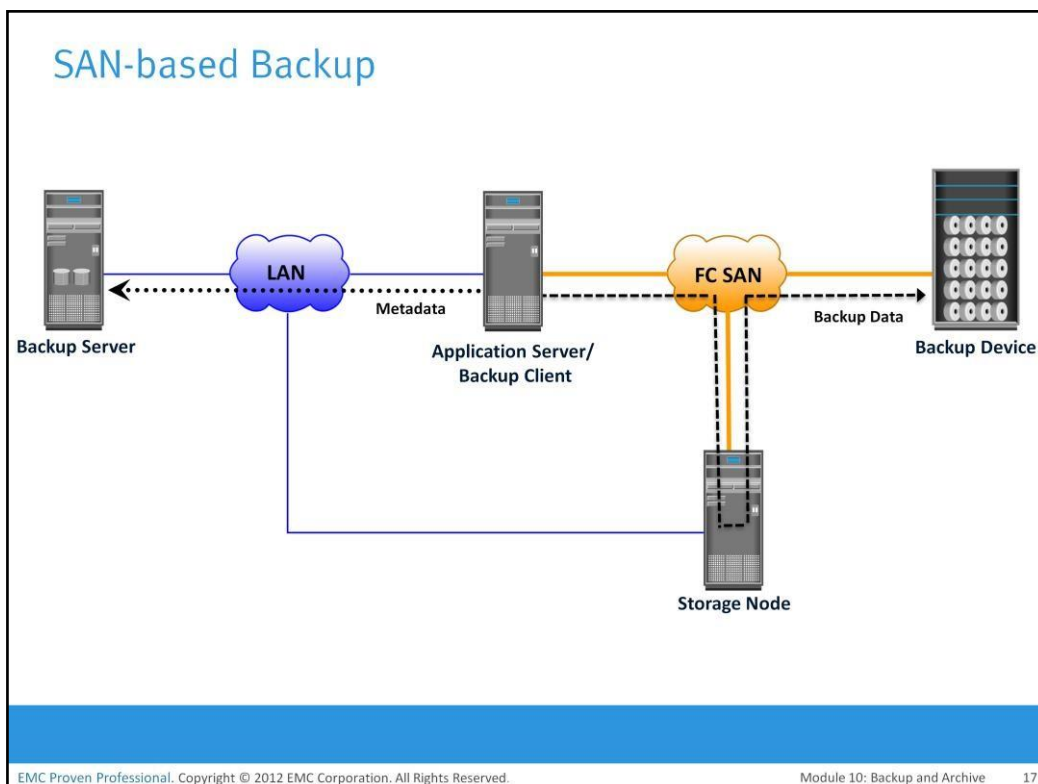 SAN-based Backup
LAN
FC SAN
Metadata
Backup Data
Backup Server
Application Server/
Backup Client
Backup Device
Storage Node
EMC Proven Professional. Copyright © 2012 EMC Corporation. All Rights Reserved.
Module 10: Backup and Archive 17